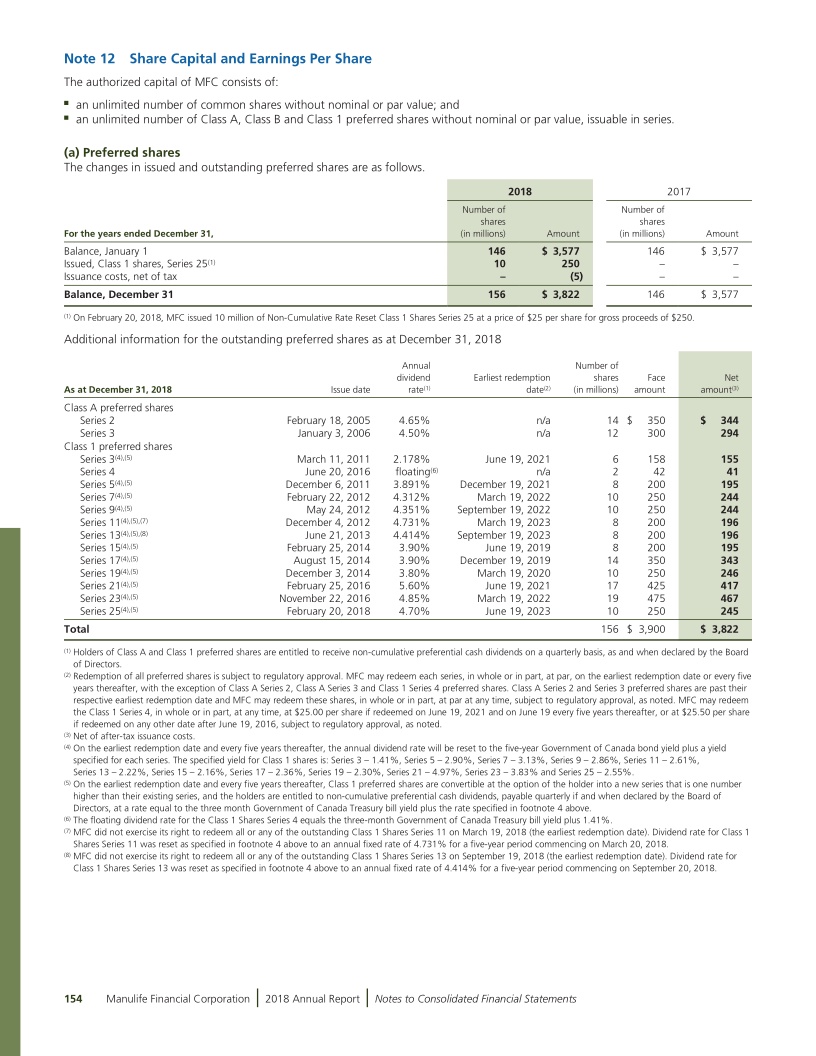 Note 12 Share Capital and Earnings Per Share
The authorized capital of MFC consists of:
▪ an unlimited number of common shares without nominal or par value; and
▪ an unlimited number of Class A, Class B and Class 1 preferred shares without nominal or par value, issuable in series.
(a) Preferred shares
The changes in issued and outstanding preferred shares are as follows.
2018 2017
Number of Number of
shares shares
For the years ended December 31, (in millions) Amount (in millions) Amount
Balance, January 1 146 $ 3,577 146 $ 3,577
Issued, Class 1 shares, Series 25(1) 10 250 – –
Issuance costs, net of tax – (5) – –
Balance, December 31 156 $ 3,822 146 $ 3,577
(1) On February 20, 2018, MFC issued 10 million of Non-Cumulative Rate Reset Class 1 Shares Series 25 at a price of $25 per share for gross proceeds of $250.
Additional information for the outstanding preferred shares as at December 31, 2018
Annual Number of
dividend Earliest redemption shares Face Net
As at December 31, 2018 Issue date rate(1) date(2) (in millions) amount amount(3)
Class A preferred shares
Series 2 February 18, 2005 4.65% n/a 14 $ 350 $ 344
Series 3 January 3, 2006 4.50% n/a 12 300 294
Class 1 preferred shares
Series 3(4),(5) March 11, 2011 2.178% June 19, 2021 6 158 155
Series 4 June 20, 2016 floating(6) n/a 2 42 41
Series 5(4),(5) December 6, 2011 3.891% December 19, 2021 8 200 195
Series 7(4),(5) February 22, 2012 4.312% March 19, 2022 10 250 244
Series 9(4),(5) May 24, 2012 4.351% September 19, 2022 10 250 244
Series 11(4),(5),(7) December 4, 2012 4.731% March 19, 2023 8 200 196
Series 13(4),(5),(8) June 21, 2013 4.414% September 19, 2023 8 200 196
Series 15(4),(5) February 25, 2014 3.90% June 19, 2019 8 200 195
Series 17(4),(5) August 15, 2014 3.90% December 19, 2019 14 350 343
Series 19(4),(5) December 3, 2014 3.80% March 19, 2020 10 250 246
Series 21(4),(5) February 25, 2016 5.60% June 19, 2021 17 425 417
Series 23(4),(5) November 22, 2016 4.85% March 19, 2022 19 475 467
Series 25(4),(5) February 20, 2018 4.70% June 19, 2023 10 250 245
Total 156 $ 3,900 $ 3,822
(1) Holders of Class A and Class 1 preferred shares are entitled to receive non-cumulative preferential cash dividends on a quarterly basis, as and when declared by the Board
of Directors.
(2) Redemption of all preferred shares is subject to regulatory approval. MFC may redeem each series, in whole or in part, at par, on the earliest redemption date or every five
years thereafter, with the exception of Class A Series 2, Class A Series 3 and Class 1 Series 4 preferred shares. Class A Series 2 and Series 3 preferred shares are past their
respective earliest redemption date and MFC may redeem these shares, in whole or in part, at par at any time, subject to regulatory approval, as noted. MFC may redeem
the Class 1 Series 4, in whole or in part, at any time, at $25.00 per share if redeemed on June 19, 2021 and on June 19 every five years thereafter, or at $25.50 per share
if redeemed on any other date after June 19, 2016, subject to regulatory approval, as noted.
(3) Net of after-tax issuance costs.
(4) On the earliest redemption date and every five years thereafter, the annual dividend rate will be reset to the five-year Government of Canada bond yield plus a yield
specified for each series. The specified yield for Class 1 shares is: Series 3 – 1.41%, Series 5 – 2.90%, Series 7 – 3.13%, Series 9 – 2.86%, Series 11 – 2.61%,
Series 13 – 2.22%, Series 15 – 2.16%, Series 17 – 2.36%, Series 19 – 2.30%, Series 21 – 4.97%, Series 23 – 3.83% and Series 25 – 2.55%.
(5) On the earliest redemption date and every five years thereafter, Class 1 preferred shares are convertible at the option of the holder into a new series that is one number
higher than their existing series, and the holders are entitled to non-cumulative preferential cash dividends, payable quarterly if and when declared by the Board of
Directors, at a rate equal to the three month Government of Canada Treasury bill yield plus the rate specified in footnote 4 above.
(6) The floating dividend rate for the Class 1 Shares Series 4 equals the three-month Government of Canada Treasury bill yield plus 1.41%.
(7) MFC did not exercise its right to redeem all or any of the outstanding Class 1 Shares Series 11 on March 19, 2018 (the earliest redemption date). Dividend rate for Class 1
Shares Series 11 was reset as specified in footnote 4 above to an annual fixed rate of 4.731% for a five-year period commencing on March 20, 2018.
(8) MFC did not exercise its right to redeem all or any of the outstanding Class 1 Shares Series 13 on September 19, 2018 (the earliest redemption date). Dividend rate for
Class 1 Shares Series 13 was reset as specified in footnote 4 above to an annual fixed rate of 4.414% for a five-year period commencing on September 20, 2018.
154 Manulife Financial Corporation | 2018 Annual Report | Notes to Consolidated Financial Statements